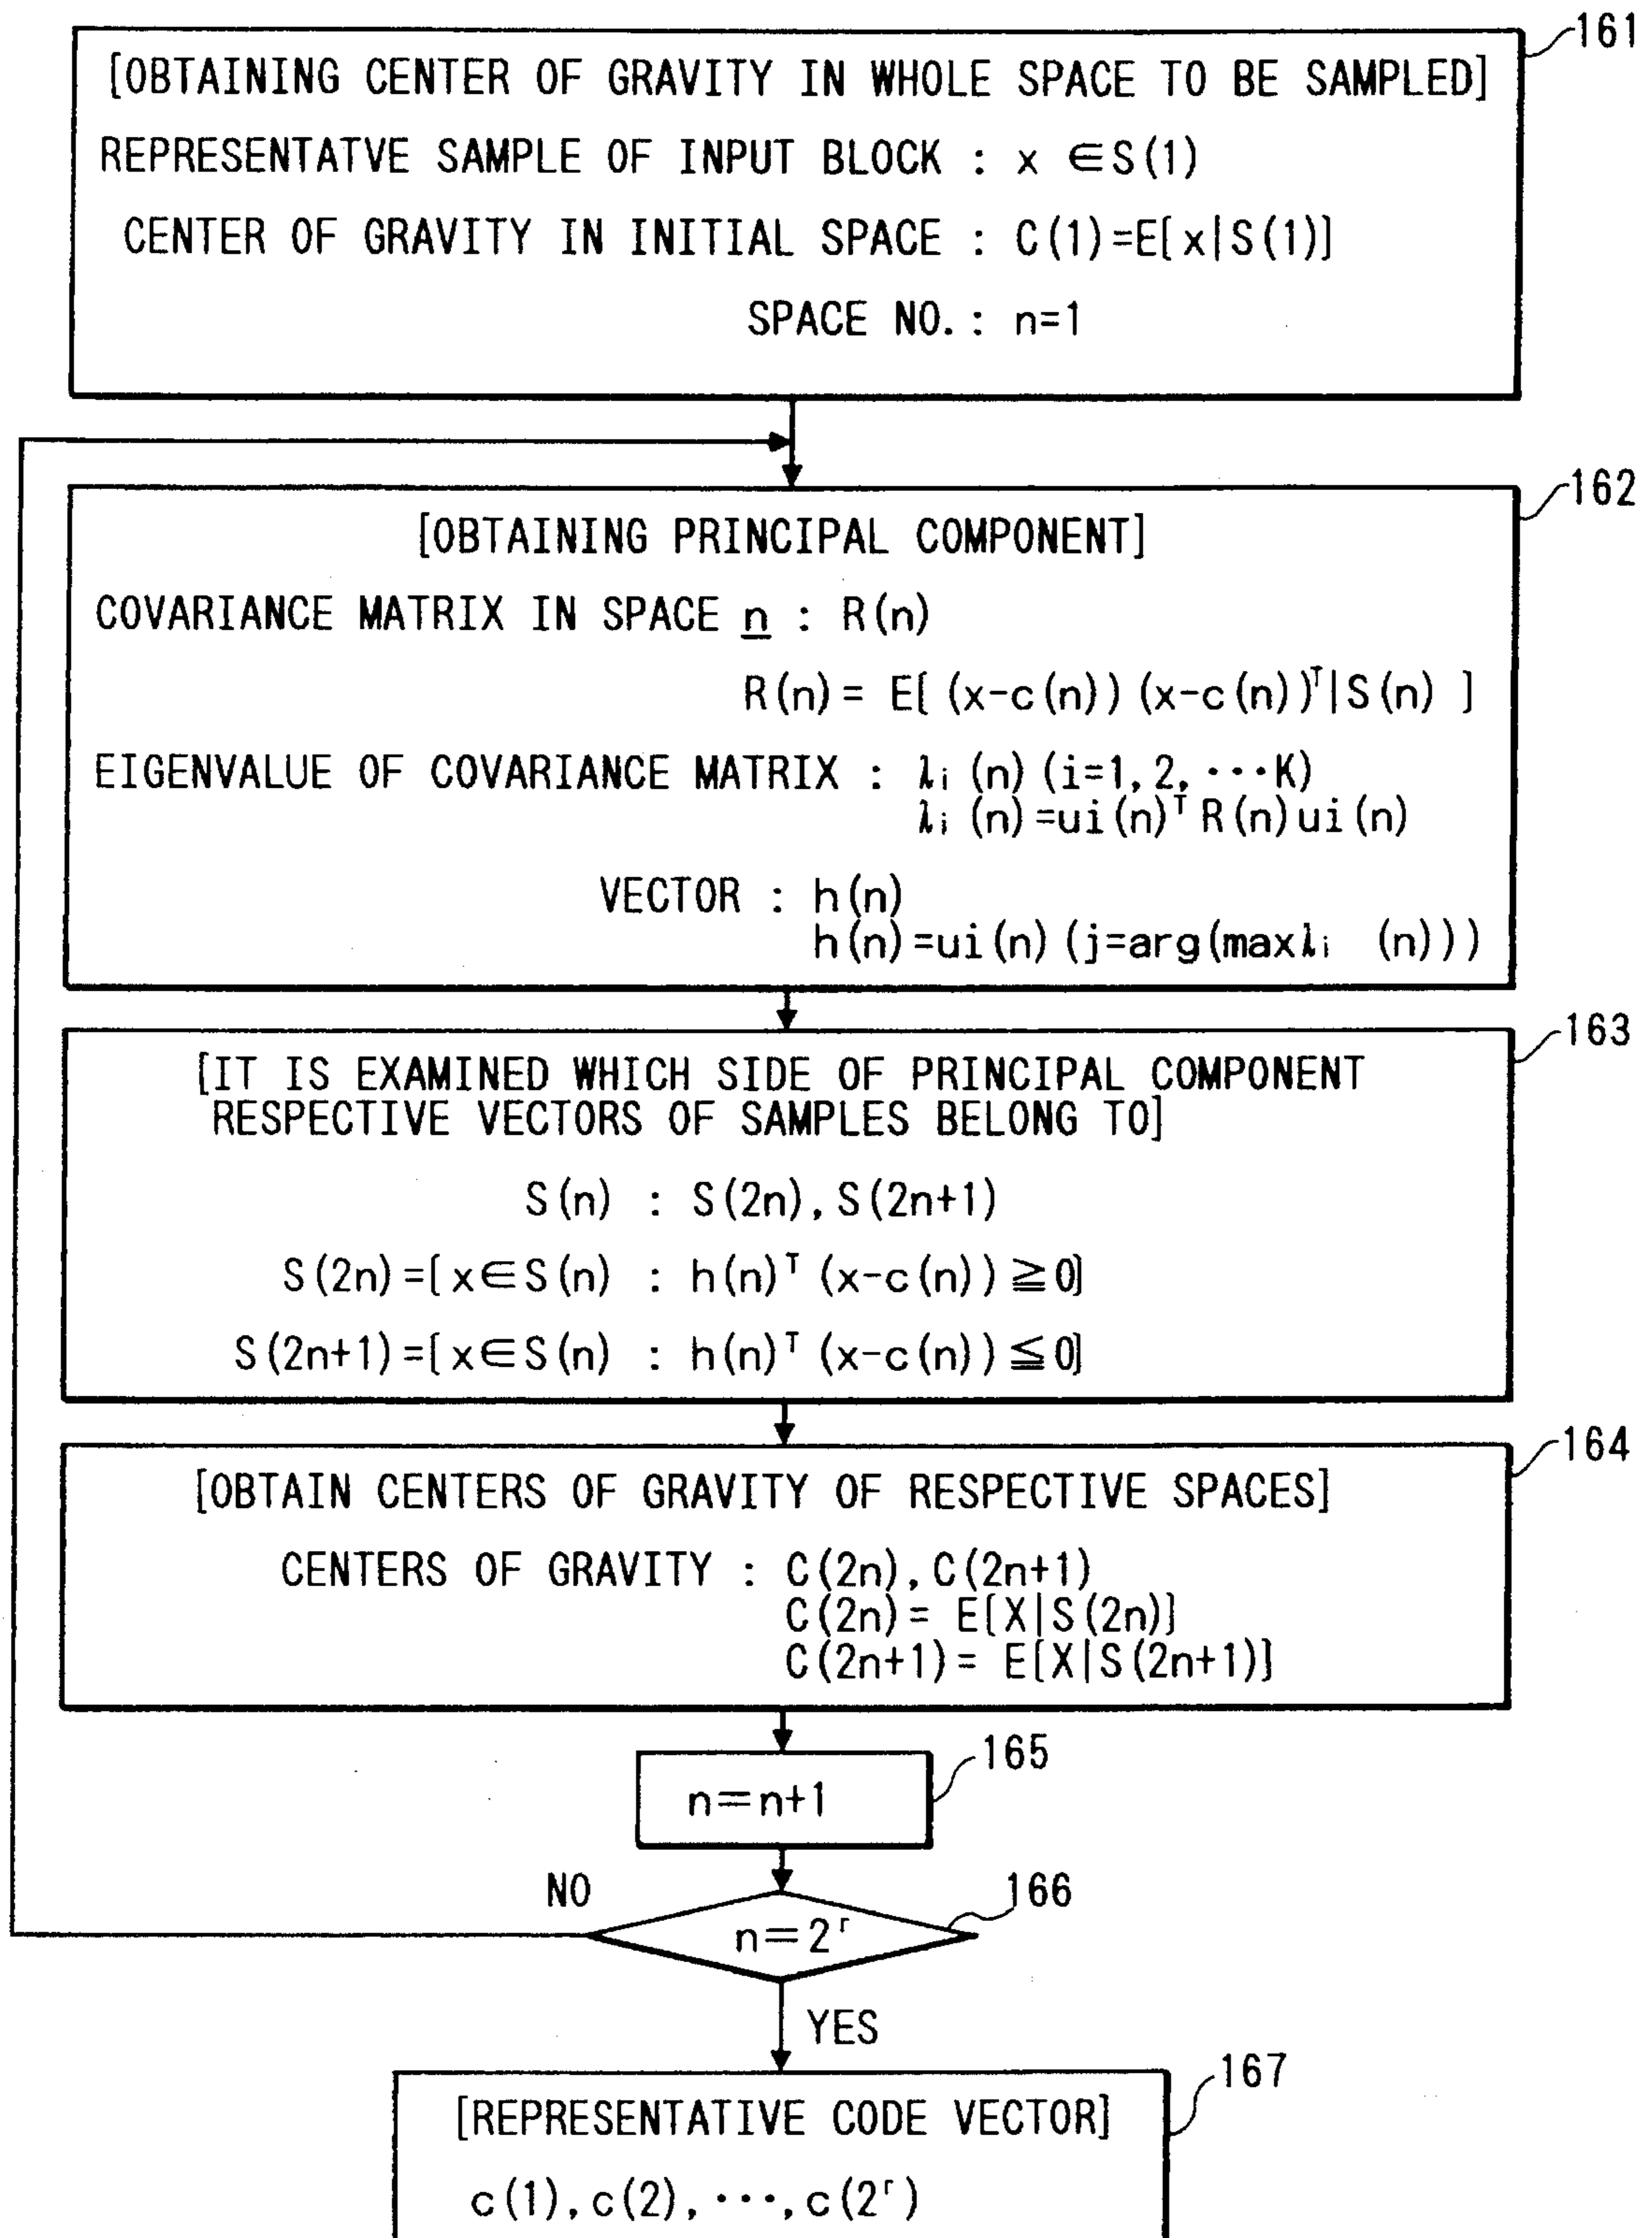 161
[OBTAINING CENTER OF GRAVITY IN WHOLE SPACE TO BE SAMPLED]
REPRESENTATVE SAMPLE OF INPUT BLOCK : x ∈S(1)
CENTER OF GRAVITY IN INITIAL SPACE : C(1)=E[x|S(1)]
SPACE NO. : n=1
162
[OBTAINING PRINCIPAL COMPONENT]
COVARIANCE MATRIX IN SPACE n : R(n)
R(n)= E[ (x-c(n)) (x-c(n))ᵀ|S(n) ]
EIGENVALUE OF COVARIANCE MATRIX : λi (n) (i=1, 2, ···K)
λi (n)=ui(n)ᵀ R(n)ui(n)
VECTOR : h(n)
h(n)=ui(n) (j=arg(maxλi (n)))
163
[IT IS EXAMINED WHICH SIDE OF PRINCIPAL COMPONENT
RESPECTIVE VECTORS OF SAMPLES BELONG TO]
S(n) : S(2n), S(2n+1)
S(2n)=[x∈S(n) : h(n)ᵀ (x-c(n))≧0]
S(2n+1)=[x∈S(n) : h(n)ᵀ (x-c(n))≦0]
164
[OBTAIN CENTERS OF GRAVITY OF RESPECTIVE SPACES]
CENTERS OF GRAVITY : C(2n), C(2n+1)
C(2n)= E[X|S(2n)]
C(2n+1)= E[X|S(2n+1)]
165
n=n+1
NO
166
n=2ʳ
YES
167
[REPRESENTATIVE CODE VECTOR]
c(1), c(2), ···, c(2ʳ)